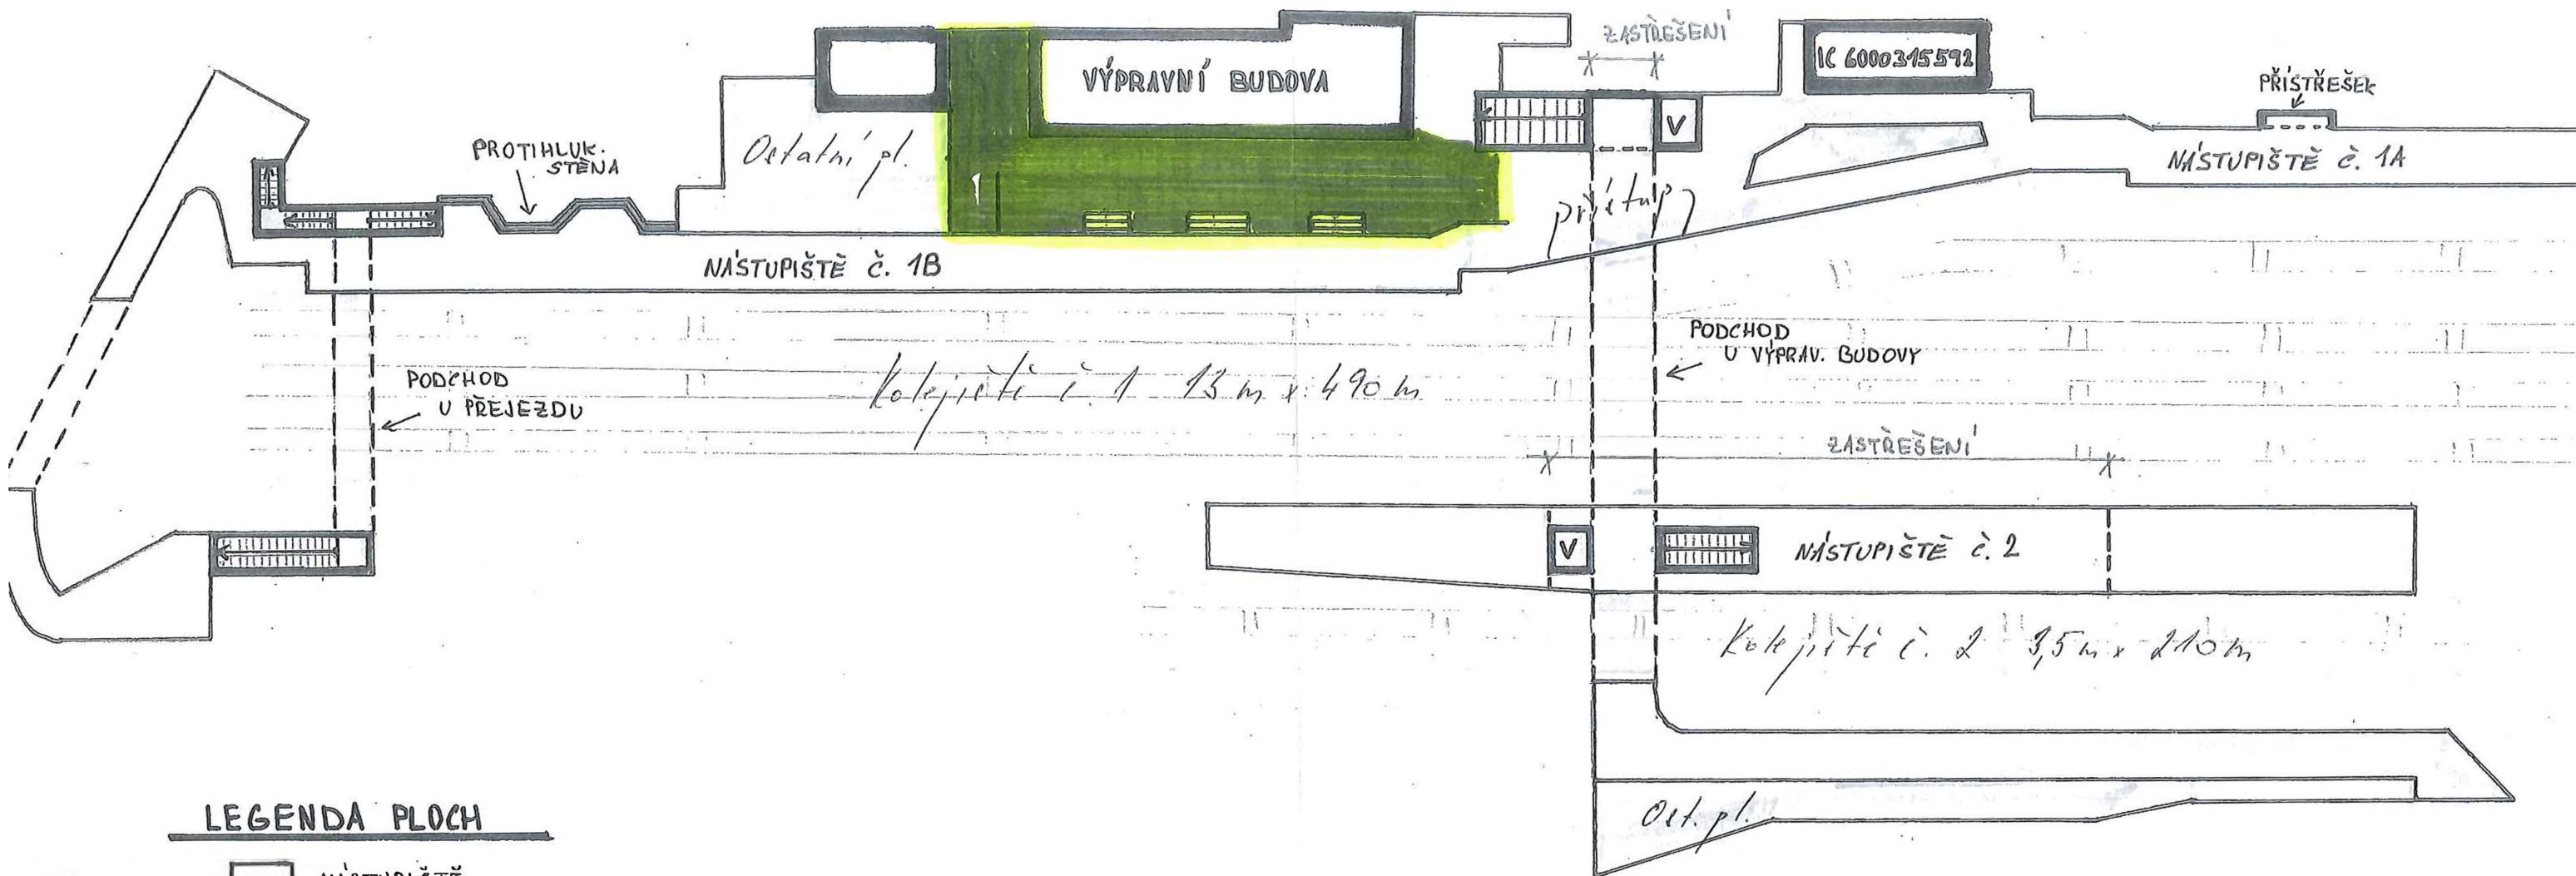 ZASTŘEŠENÍ
VÝPRAVNÍ BUDOVA
IC 6000315592
PŘÍSTŘEŠEK
V
PROTIHLUK.
STĚNA
Ostatní pl.
NÁSTUPIŠTĚ č. 1A
přístup
NÁSTUPIŠTĚ č. 1B
PODCHOD
U VÝPRAV. BUDOVY
PODCHOD
U PŘEJEZDU
Kolejiště č. 1 13 m x 490 m
ZASTŘEŠENÍ
V
NÁSTUPIŠTĚ č. 2
Kolejiště č. 2 3,5 m x 210 m
Ost. pl.
LEGENDA PLOCH
NÁSTUPIŠTĚ